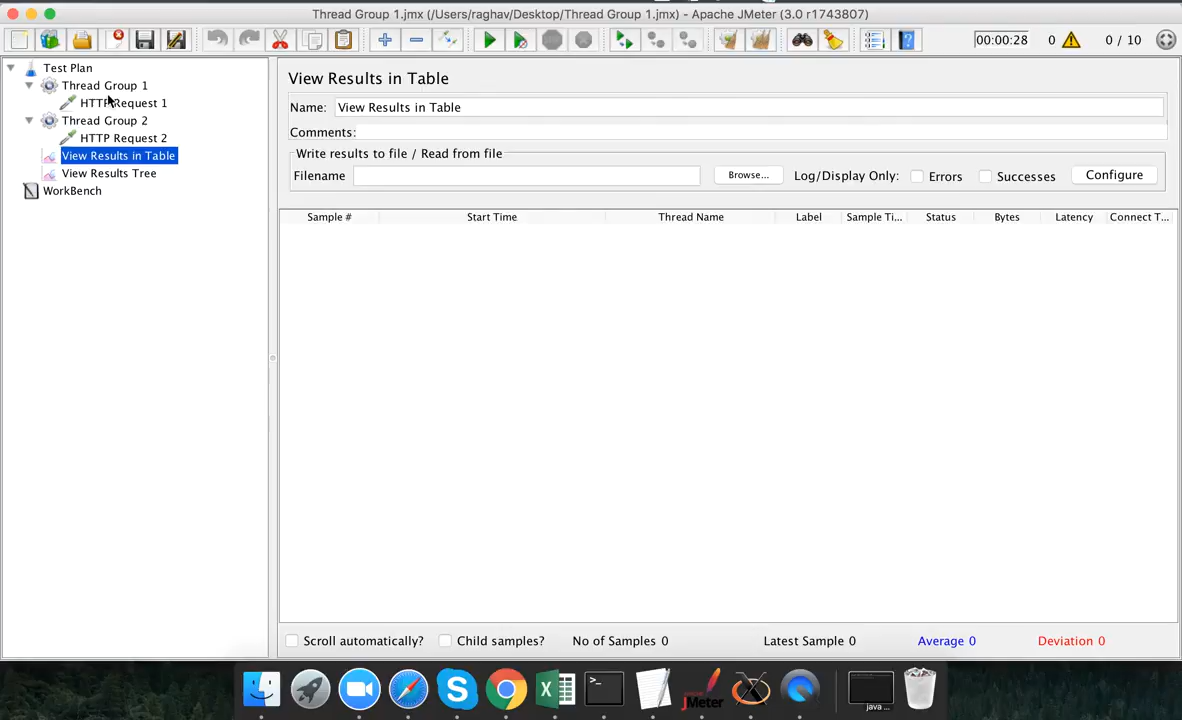 Thread Group 1.jmx (/Users/raghav/Desktop/Thread Group 1.jmx) - Apache JMeter (3.0 r1743807)
00:00:28 0 0 / 10
Test Plan
Thread Group 1
HTTP Request 1
Thread Group 2
HTTP Request 2
View Results in Table
View Results Tree
WorkBench
View Results in Table
Name: View Results in Table
Comments:
Write results to file / Read from file
Filename Browse... Log/Display Only: Errors Successes Configure
Sample # Start Time Thread Name Label Sample Ti... Status Bytes Latency Connect T...
Scroll automatically? Child samples? No of Samples 0 Latest Sample 0 Average 0 Deviation 0
JMeter
java ...